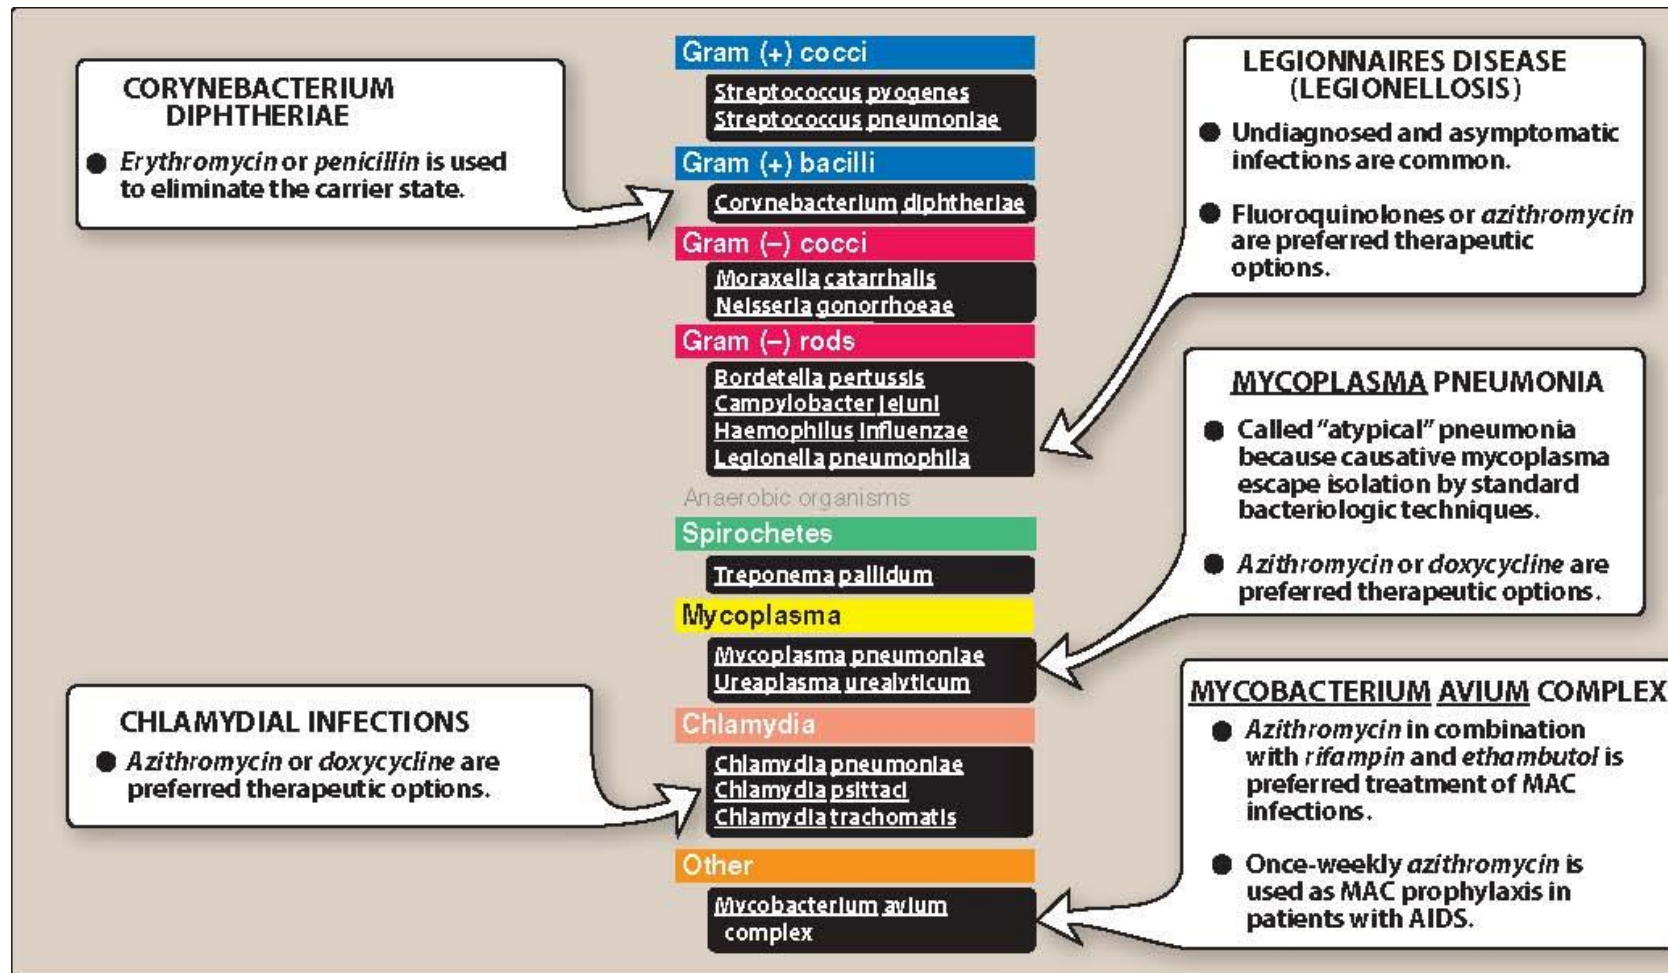 CORYNEBACTERIUM
DIPHTHERIAE
● Erythromycin or penicillin is used
to eliminate the carrier state.
Gram (+) cocci
Streptococcus pyogenes
Streptococcus pneumoniae
Gram (+) bacilli
Corynebacterium diphtheriae
Gram (–) cocci
Moraxella catarrhalis
Neisseria gonorrhoeae
Gram (–) rods
Bordetella pertussis
Campylobacter jejuni
Haemophilus influenzae
Legionella pneumophila
Anaerobic organisms
Spirochetes
Treponema pallidum
Mycoplasma
Mycoplasma pneumoniae
Ureaplasma urealyticum
Chlamydia
Chlamydia pneumoniae
Chlamydia psittaci
Chlamydia trachomatis
Other
Mycobacterium avium
complex
CHLAMYDIAL INFECTIONS
● Azithromycin or doxycycline are
preferred therapeutic options.
LEGIONNAIRES DISEASE
(LEGIONELLOSIS)
● Undiagnosed and asymptomatic
infections are common.
● Fluoroquinolones or azithromycin
are preferred therapeutic
options.
MYCOPLASMA PNEUMONIA
● Called “atypical” pneumonia
because causative mycoplasma
escape isolation by standard
bacteriologic techniques.
● Azithromycin or doxycycline are
preferred therapeutic options.
MYCOBACTERIUM AVIUM COMPLEX
● Azithromycin in combination
with rifampin and ethambutol is
preferred treatment of MAC
infections.
● Once-weekly azithromycin is
used as MAC prophylaxis in
patients with AIDS.